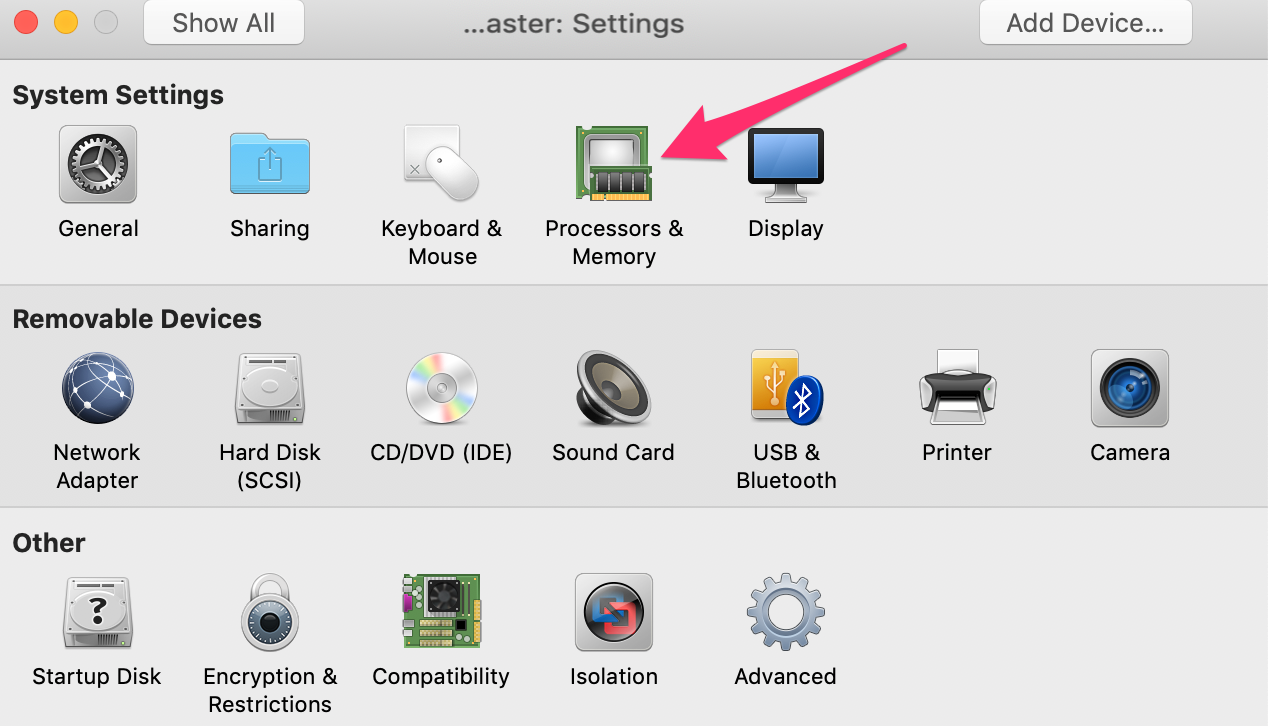 Show All
...aster: Settings
Add Device...
System Settings
General
Sharing
Keyboard &
Mouse
Processors &
Memory
Display
Removable Devices
Network
Adapter
Hard Disk
(SCSI)
CD/DVD (IDE)
Sound Card
USB &
Bluetooth
Printer
Camera
Other
?
Startup Disk
Encryption &
Restrictions
Compatibility
Isolation
Advanced